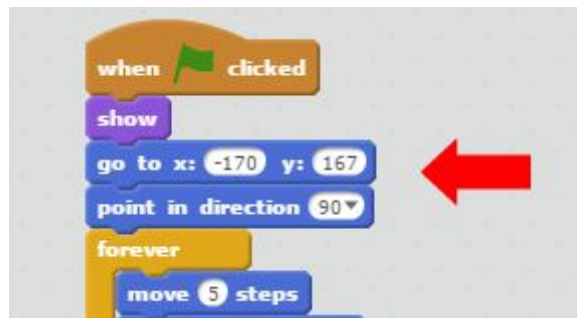 when clicked
show
go to x: -170 y: 167
point in direction 90
forever
move 5 steps